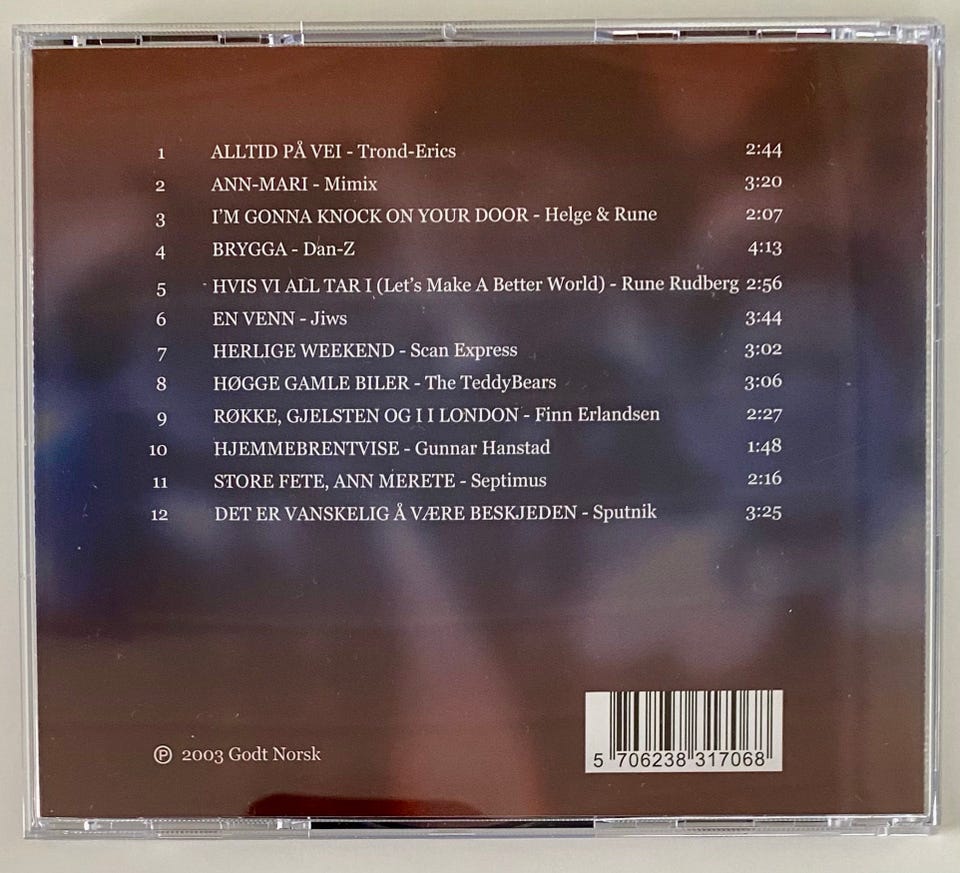 1 ALLTID PÅ VEI - Trond-Erics 2:44
2 ANN-MARI - Mimix 3:20
3 I'M GONNA KNOCK ON YOUR DOOR - Helge & Rune 2:07
4 BRYGGA - Dan-Z 4:13
5 HVIS VI ALL TAR I (Let's Make A Better World) - Rune Rudberg 2:56
6 EN VENN - Jiws 3:44
7 HERLIGE WEEKEND - Scan Express 3:02
8 HØGGE GAMLE BILER - The TeddyBears 3:06
9 RØKKE, GJELSTEN OG I I LONDON - Finn Erlandsen 2:27
10 HJEMMEBRENTVISE - Gunnar Hanstad 1:48
11 STORE FETE, ANN MERETE - Septimus 2:16
12 DET ER VANSKELIG Å VÆRE BESKJEDEN - Sputnik 3:25
℗ 2003 Godt Norsk
5 706238 317068